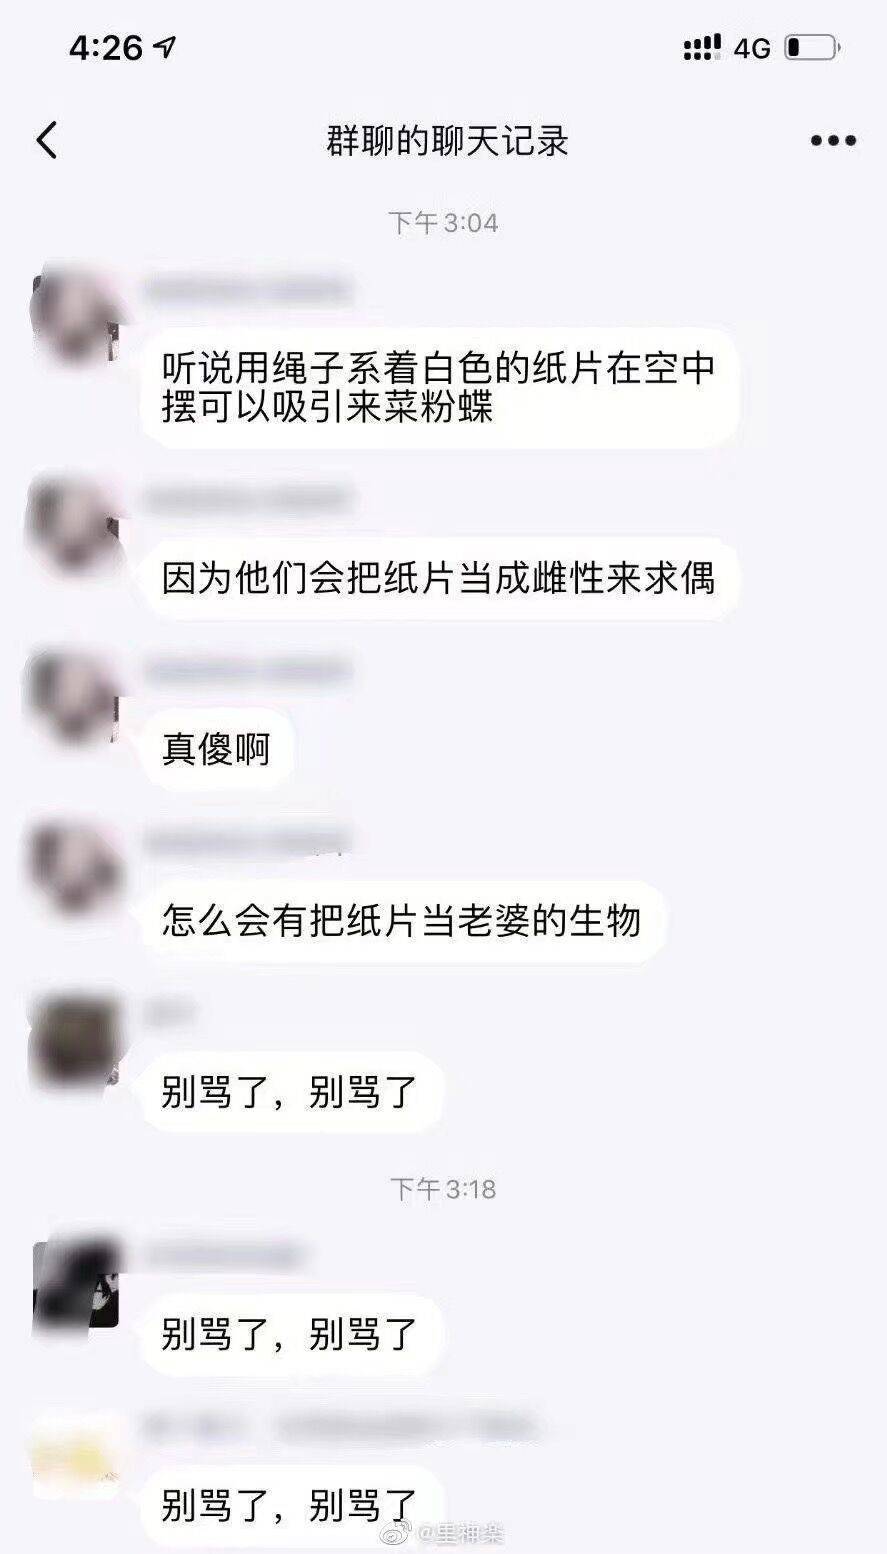 4:26
4G
群聊的聊天记录
下午3:04
听说用绳子系着白色的纸片在空中
摆可以吸引来菜粉蝶
因为他们会把纸片当成雌性来求偶
真傻啊
怎么会有把纸片当老婆的生物
别骂了，别骂了
下午3:18
别骂了，别骂了
别骂了，别骂了
@里神楽